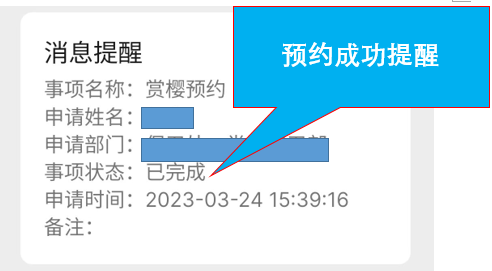 消息提醒
预约成功提醒
事项名称：赏樱预约
申请姓名：
申请部门：
事项状态：已完成
申请时间：2023-03-24 15:39:16
备注：